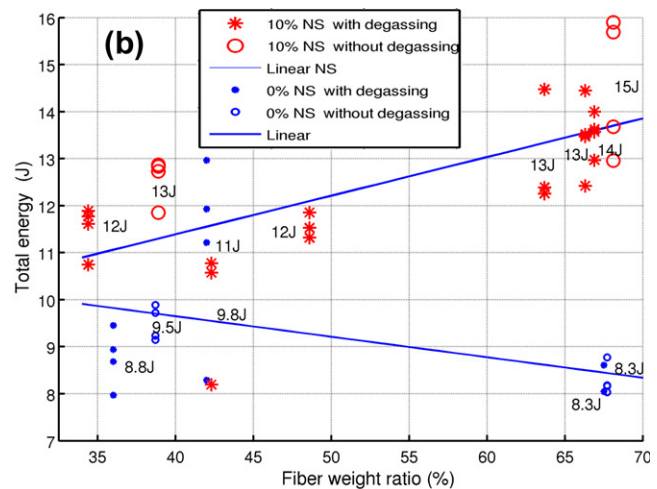 (b)
10% NS with degassing
10% NS without degassing
Linear NS
0% NS with degassing
0% NS without degassing
Linear
Total energy (J)
16
15
14
13
12
11
10
9
8
7
15J
13J
14J
13J
13J
12J
11J
12J
9.8J
9.5J
8.8J
8.3J
8.3J
35 40 45 50 55 60 65 70
Fiber weight ratio (%)